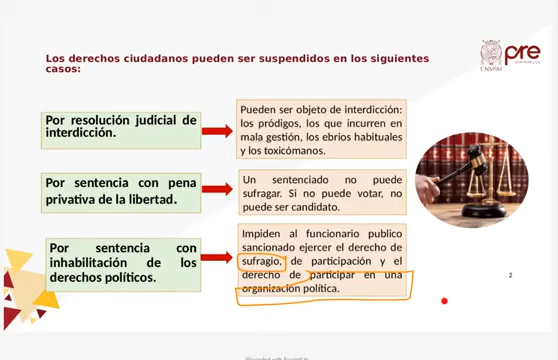 Los derechos ciudadanos pueden ser suspendidos en los siguientes
casos:
UNMSM
pre
Por resolución judicial de
interdicción.
Pueden ser objeto de interdicción:
los pródigos, los que incurren en
mala gestión, los ebrios habituales
y los toxicómanos.
Por sentencia con pena
privativa de la libertad.
Un sentenciado no puede
sufragar. Si no puede votar, no
puede ser candidato.
Por sentencia con
inhabilitación de los
derechos políticos.
Impiden al funcionario publico
sancionado ejercer el derecho de
sufragio, de participación y el
derecho de participar en una
organización política.
2